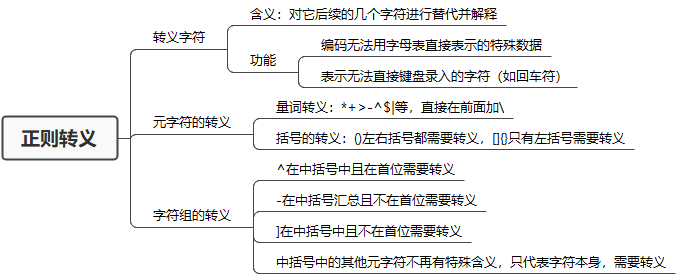 正则转义
转义字符
含义：对它后续的几个字符进行替代并解释
功能
编码无法用字母表直接表示的特殊数据
表示无法直接键盘录入的字符（如回车符）
元字符的转义
量词转义：*+>-^$|等，直接在前面加\
括号的转义：()左右括号都需要转义，[]{}只有左括号需要转义
字符组的转义
^在中括号中且在首位需要转义
-在中括号汇总且不在首位需要转义
]在中括号中且不在首位需要转义
中括号中的其他元字符不再有特殊含义，只代表字符本身，需要转义